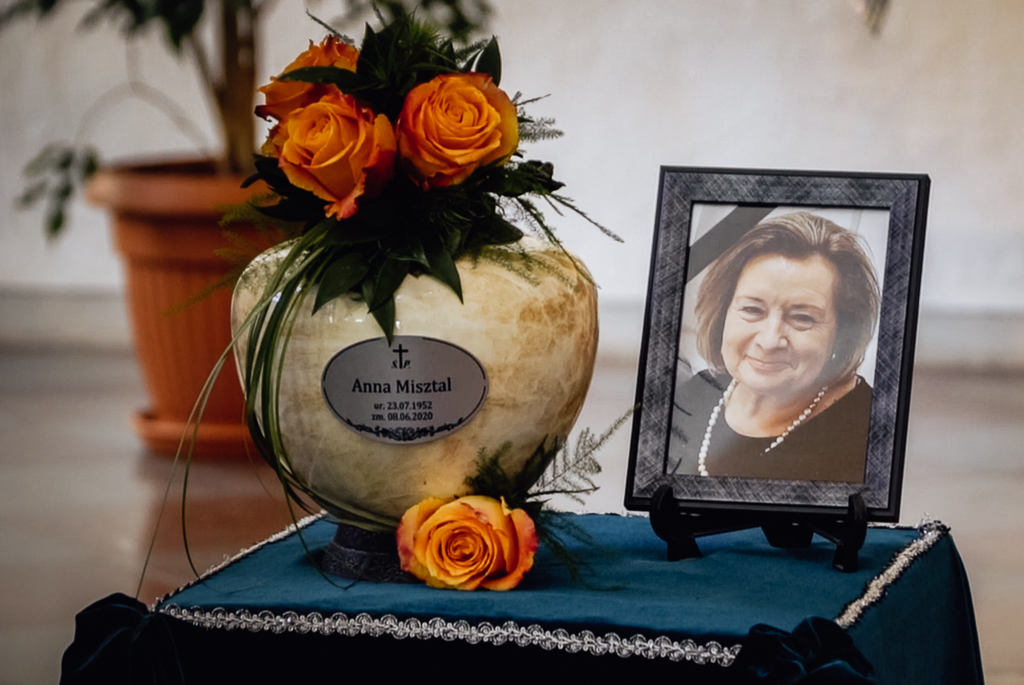 Ś. P.
Anna Misztal
ur. 23.07.1952
zm. 08.06.2020